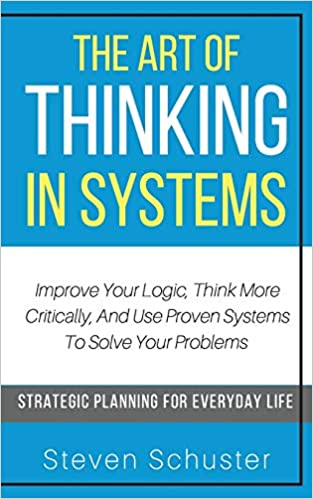 THE ART OF
THINKING
IN SYSTEMS
Improve Your Logic, Think More
Critically, And Use Proven Systems
To Solve Your Problems
STRATEGIC PLANNING FOR EVERYDAY LIFE
Steven Schuster